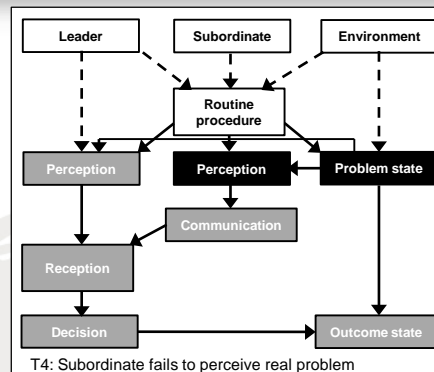 Leader
Subordinate
Environment
Routine
procedure
Perception
Perception
Problem state
Communication
Reception
Decision
Outcome state
T4: Subordinate fails to perceive real problem